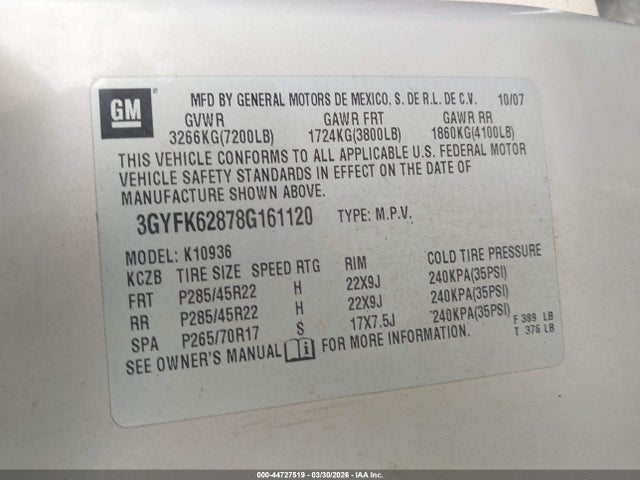 GM
MFD BY GENERAL MOTORS DE MEXICO, S. DE R.L. DE C.V. 10/07
GVWR GAWR FRT GAWR RR
3266KG(7200LB) 1724KG(3800LB) 1860KG(4100LB)
THIS VEHICLE CONFORMS TO ALL APPLICABLE U.S. FEDERAL MOTOR
VEHICLE SAFETY STANDARDS IN EFFECT ON THE DATE OF
MANUFACTURE SHOWN ABOVE.
3GYFK62878G161120 TYPE: M.P.V.
MODEL: K10936
KCZB TIRE SIZE SPEED RTG RIM COLD TIRE PRESSURE
FRT P285/45R22 H 22X9J 240KPA(35PSI)
RR P285/45R22 H 22X9J 240KPA(35PSI)
SPA P265/70R17 S 17X7.5J 240KPA(35PSI) F 389 LB
T 376 LB
SEE OWNER'S MANUAL FOR MORE INFORMATION.
000-44727519 | 03/30/2026 | IAA Inc.